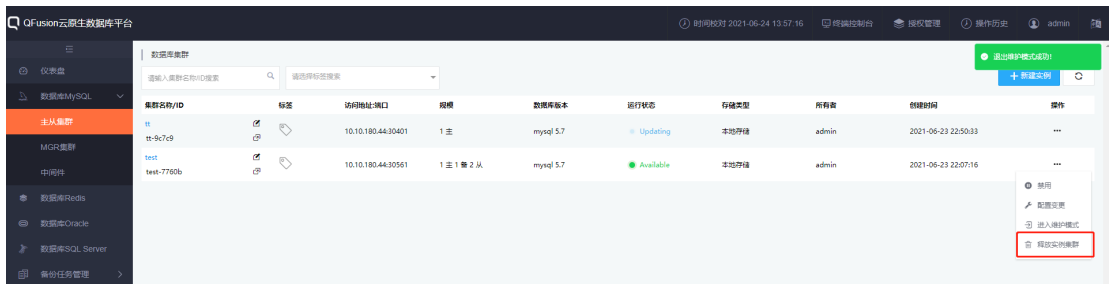 QFusion云原生数据库平台 时间校对 2021-06-24 13:57:16 终端控制台 授权管理 操作历史 admin
数据库集群
退出维护模式成功!
仪表盘
请输入集群名称/ID搜索 请选择标签搜索 + 新建实例
数据库MySQL
集群名称/ID 标签 访问地址:端口 规模 数据库版本 运行状态 存储类型 所有者 创建时间 操作
主从集群
tt
tt-9c7c9 10.10.180.44:30401 1 主 mysql 5.7 Updating 本地存储 admin 2021-06-23 22:50:33 •••
MGR集群
test
test-7760b 10.10.180.44:30561 1 主 1 备 2 从 mysql 5.7 Available 本地存储 admin 2021-06-23 22:07:16 •••
中间件
禁用
数据库Redis
配置变更
数据库Oracle
进入维护模式
数据库SQL Server
释放实例集群
备份任务管理